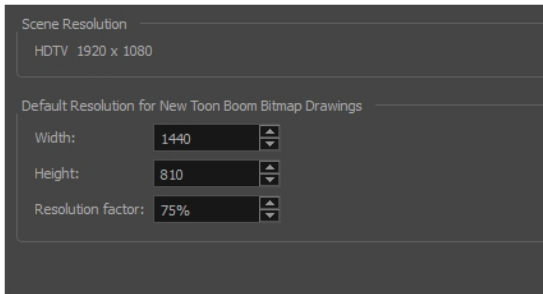 Scene Resolution
HDTV 1920 x 1080
Default Resolution for New Toon Boom Bitmap Drawings
Width: 1440
Height: 810
Resolution factor: 75%